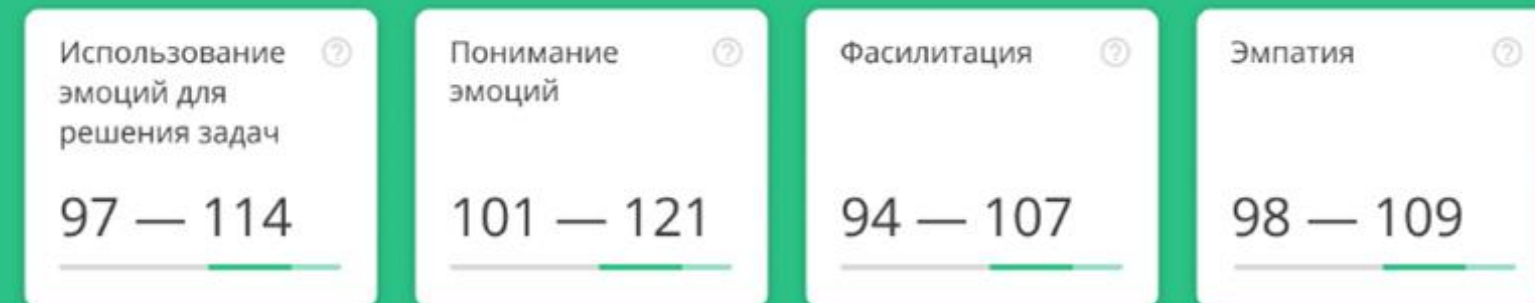 Использование
эмоций для
решения задач
97 — 114
Понимание
эмоций
101 — 121
Фасилитация
94 — 107
Эмпатия
98 — 109